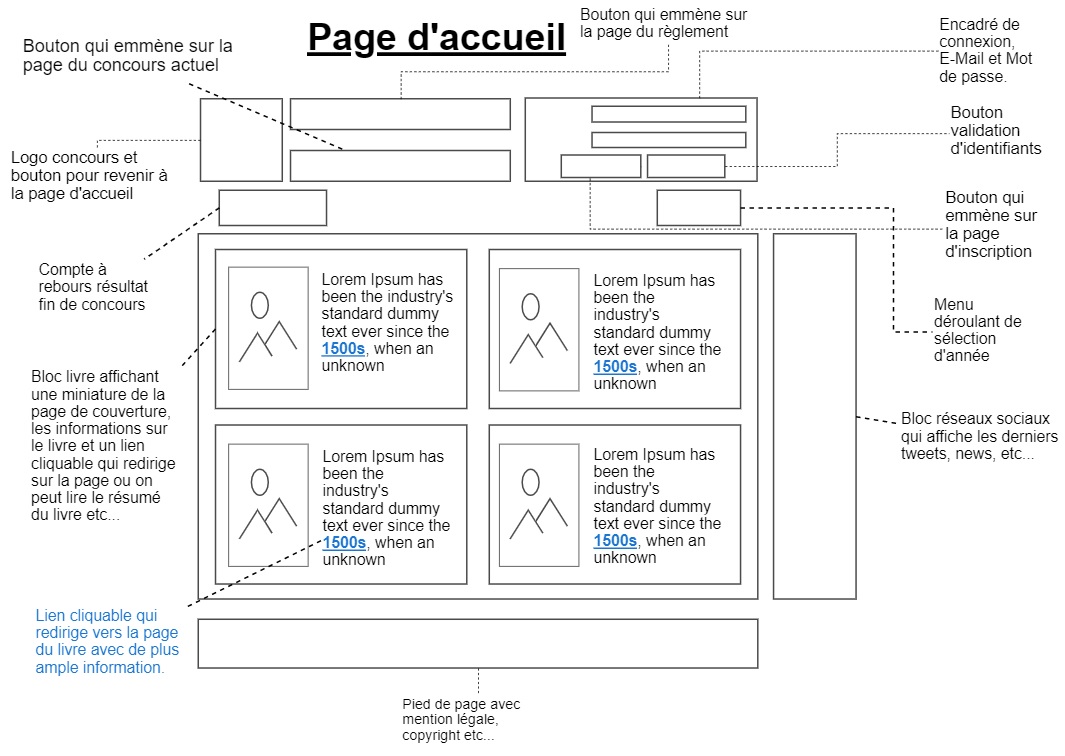 Page d'accueil
Bouton qui emmène sur
la page du règlement
Encadré de
connexion,
E-Mail et Mot
de passe.
Bouton qui emmène sur la
page du concours actuel
Bouton
validation
d'identifiants
Logo concours et
bouton pour revenir à
la page d'accueil
Bouton qui
emmène sur
la page
d'inscription
Compte à
rebours résultat
fin de concours
Menu
déroulant de
sélection
d'année
Lorem Ipsum has
been the industry's
standard dummy
text ever since the
1500s, when an
unknown
Lorem Ipsum has
been the
industry's
standard dummy
text ever since the
1500s, when an
unknown
Bloc livre affichant
une miniature de la
page de couverture,
les informations sur
le livre et un lien
cliquable qui redirige
sur la page ou on
peut lire le résumé
du livre etc...
Bloc réseaux sociaux
qui affiche les derniers
tweets, news, etc...
Lorem Ipsum has
been the
industry's
standard dummy
text ever since the
1500s, when an
unknown
Lorem Ipsum has
been the
industry's
standard dummy
text ever since the
1500s, when an
unknown
Lien cliquable qui
redirige vers la page
du livre avec de plus
ample information.
Pied de page avec
mention légale,
copyright etc...